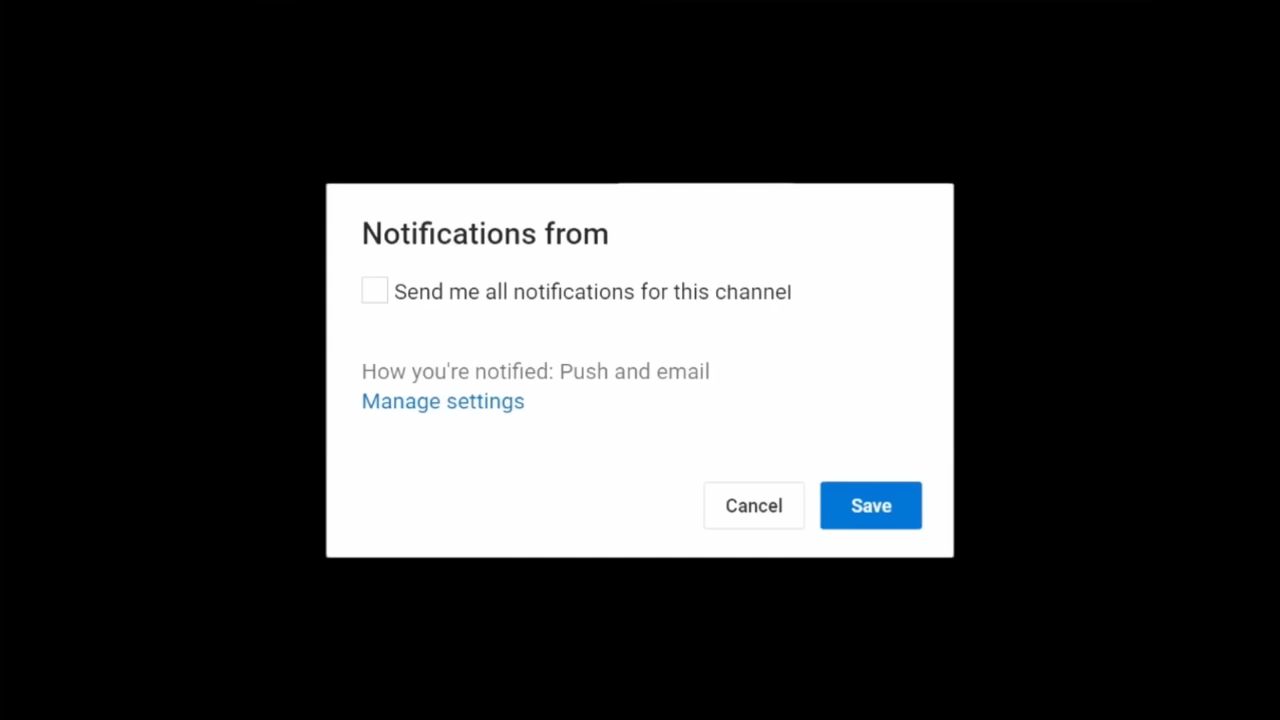 Notifications from
Send me all notifications for this channel
How you're notified: Push and email
Manage settings
Cancel Save